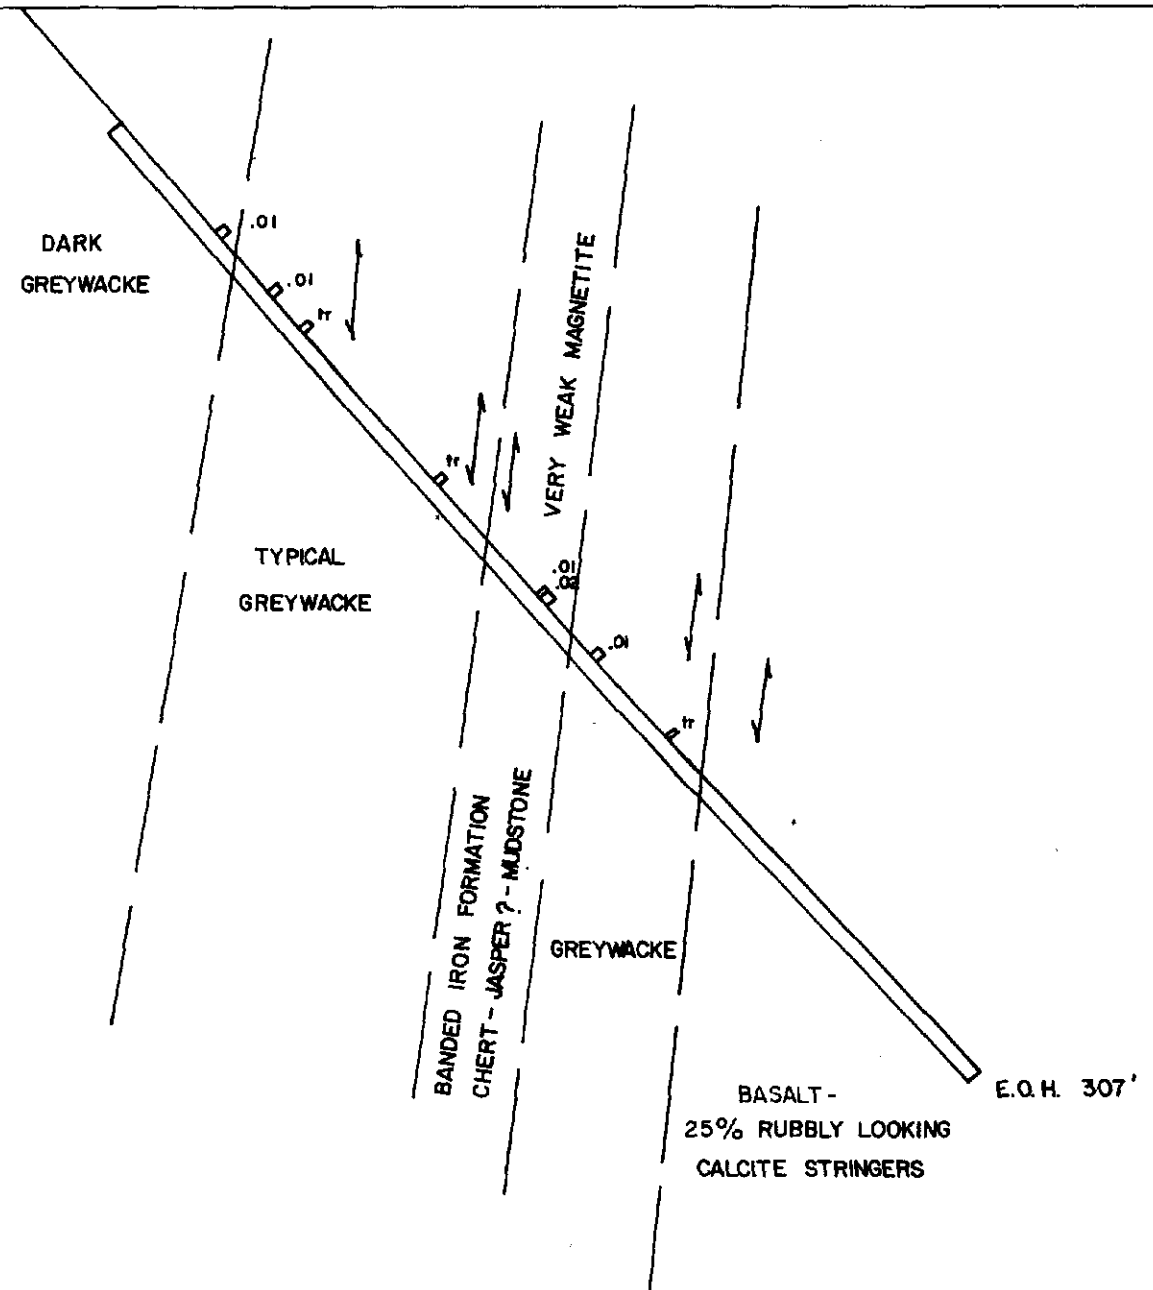 .01
DARK
GREYWACKE
.01
tr
VERY WEAK MAGNETITE
tr
TYPICAL
GREYWACKE
.01
.01
tr
BANDED IRON FORMATION
CHERT - JASPER ? - MUDSTONE
GREYWACKE
E.O.H. 307'
BASALT -
25% RUBBLY LOOKING
CALCITE STRINGERS